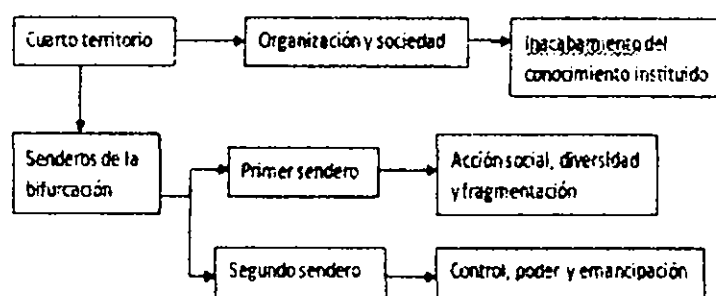 Cuarto territorio
Organización y sociedad
Inacabamiento del
conocimiento instituido
Senderos de la
bifurcación
Primer sendero
Acción social, diversidad
y fragmentación
Segundo sendero
Control, poder y emancipación